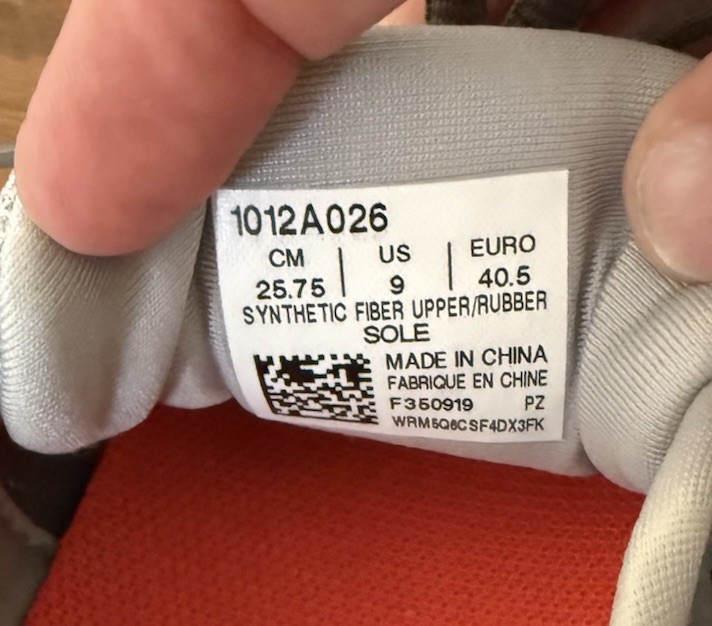 1012A026
CM | US | EURO
25.75 | 9 | 40.5
SYNTHETIC FIBER UPPER/RUBBER
SOLE
MADE IN CHINA
FABRIQUE EN CHINE
F350919 PZ
WRM5Q6CSF4DX3FK